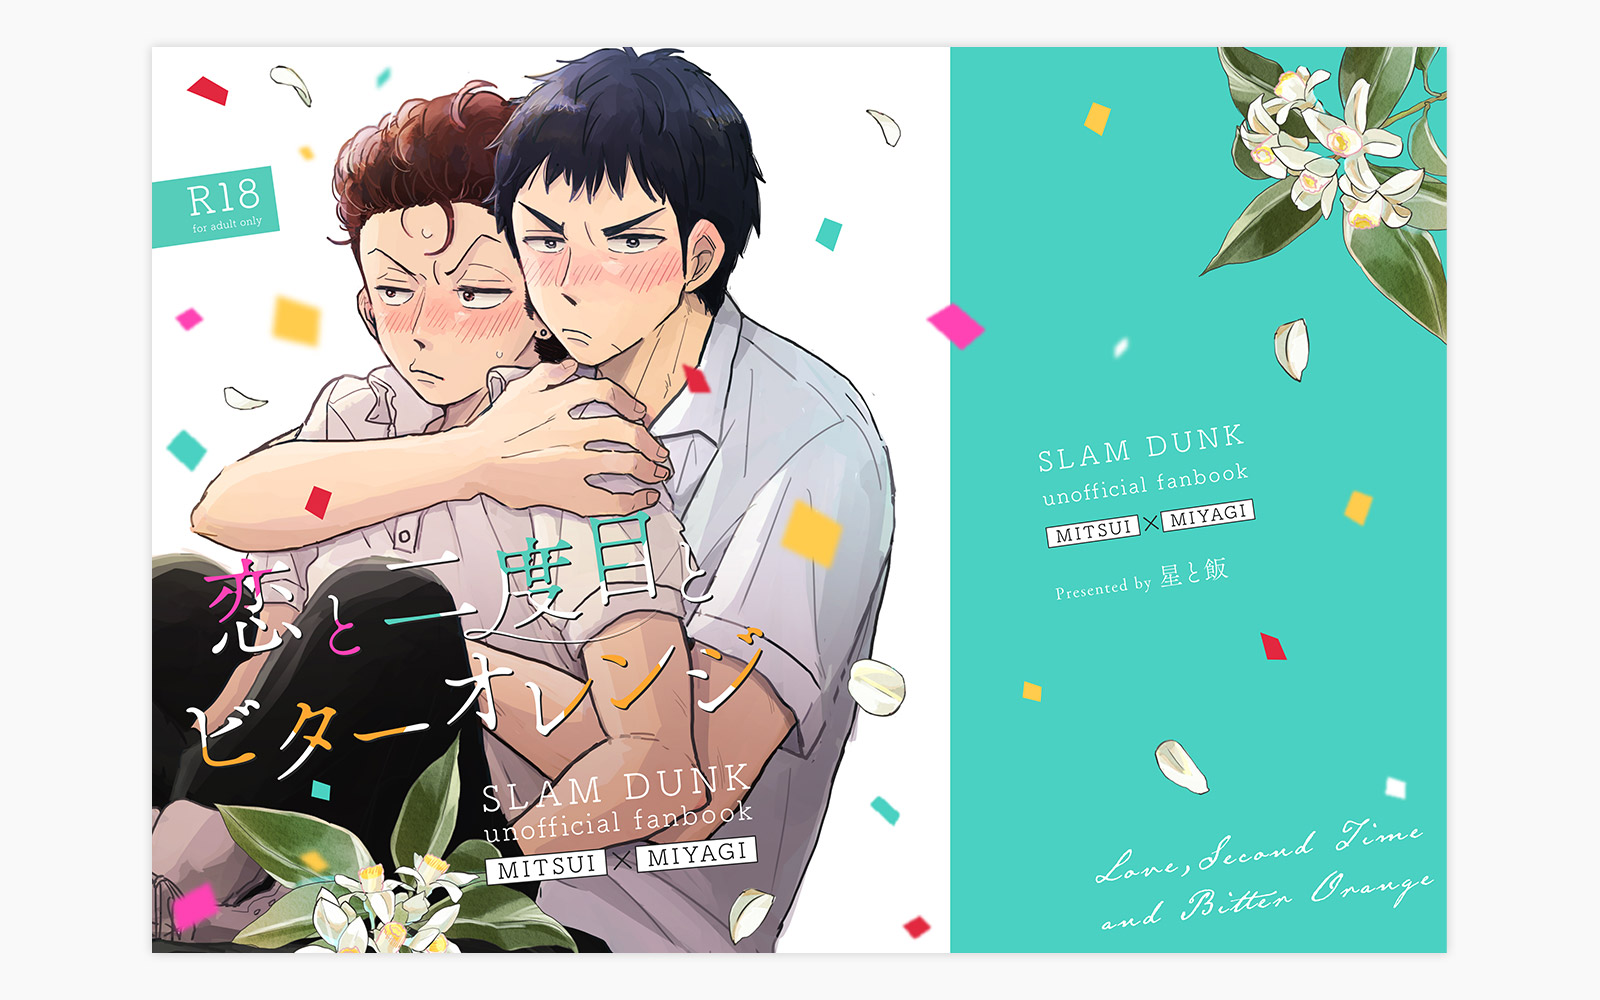 R18
for adult only
恋と二度目と
ビターオレンジ
SLAM DUNK
unofficial fanbook
MITSUI×MIYAGI
SLAM DUNK
unofficial fanbook
MITSUI×MIYAGI
Presented by 星と飯
Love, Second Time
and Bitter Orange